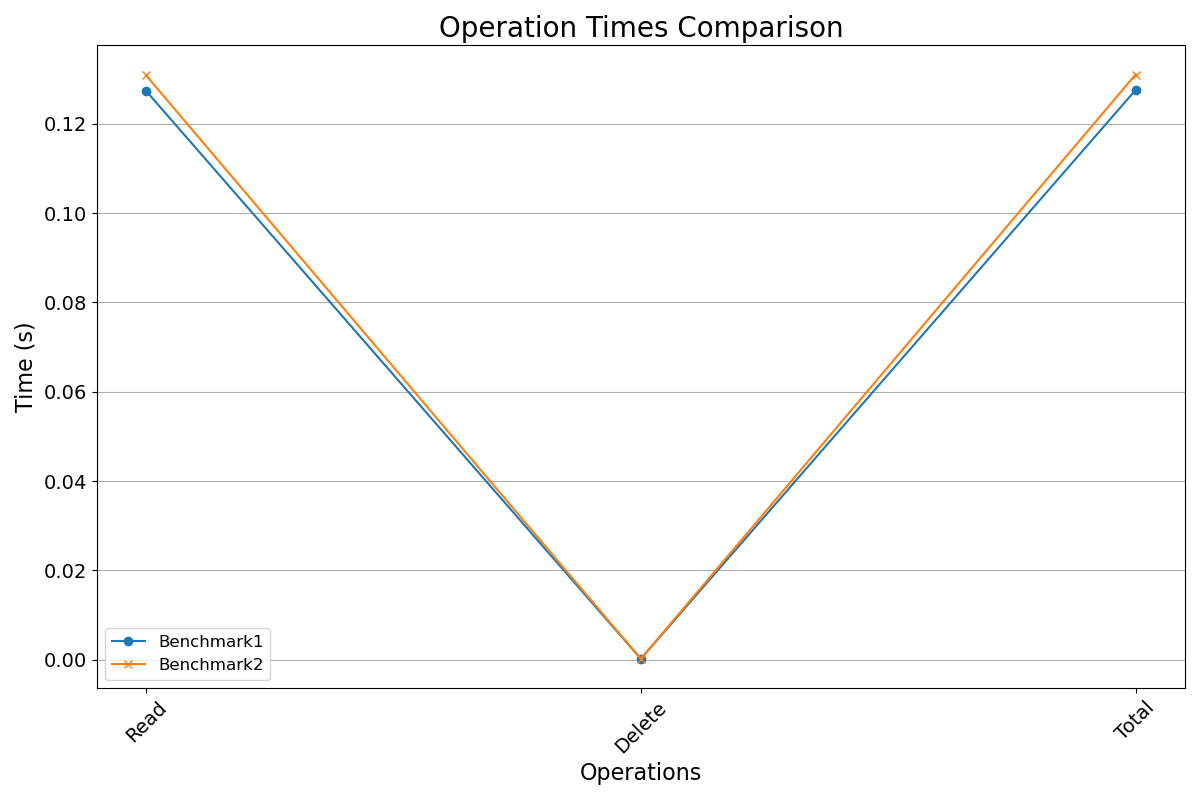 Operation Times Comparison
Time (s)
0.12
0.10
0.08
0.06
0.04
0.02
0.00
Benchmark1
Benchmark2
Read
Delete
Total
Operations